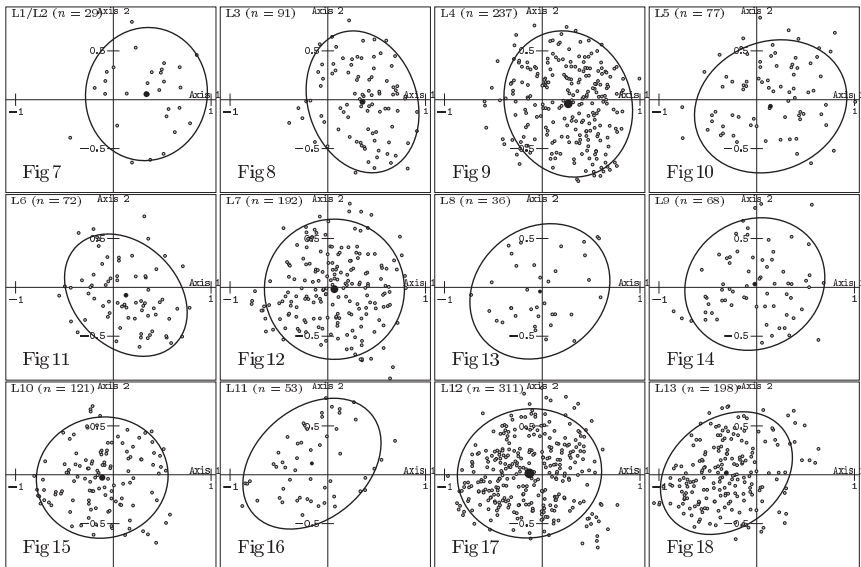 L1/L2 (n = 29) Axis 2
0.5
Axis 1
−1 1
−0.5
Fig 7
L3 (n = 91) Axis 2
0.5
Axis 1
−1 1
−0.5
Fig 8
L4 (n = 237) Axis 2
0.5
Axis 1
−1 1
−0.5
Fig 9
L5 (n = 77) Axis 2
0.5
Axis 1
−1 1
−0.5
Fig 10
L6 (n = 72) Axis 2
0.5
Axis 1
−1 1
−0.5
Fig 11
L7 (n = 192) Axis 2
0.5
Axis 1
−1 1
−0.5
Fig 12
L8 (n = 36) Axis 2
0.5
Axis 1
−1 1
−0.5
Fig 13
L9 (n = 68) Axis 2
0.5
Axis 1
−1 1
−0.5
Fig 14
L10 (n = 121) Axis 2
0.5
Axis 1
−1 1
−0.5
Fig 15
L11 (n = 53) Axis 2
0.5
Axis 1
−1 1
−0.5
Fig 16
L12 (n = 311) Axis 2
0.5
Axis 1
−1 1
−0.5
Fig 17
L13 (n = 198) Axis 2
0.5
Axis 1
−1 1
−0.5
Fig 18